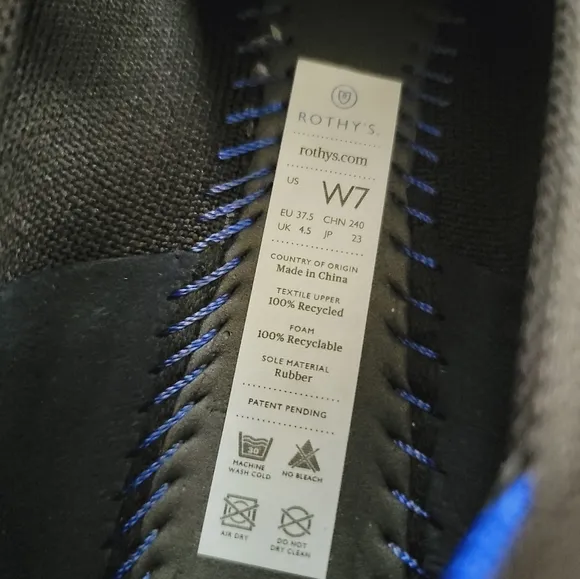 ROTHY'S.
rothys.com
US W7
EU 37.5 CHN 240
UK 4.5 JP 23
COUNTRY OF ORIGIN
Made in China
TEXTILE UPPER
100% Recycled
FOAM
100% Recyclable
SOLE MATERIAL
Rubber
PATENT PENDING
30
MACHINE
WASH COLD
NO BLEACH
AIR DRY
DO NOT
DRY CLEAN